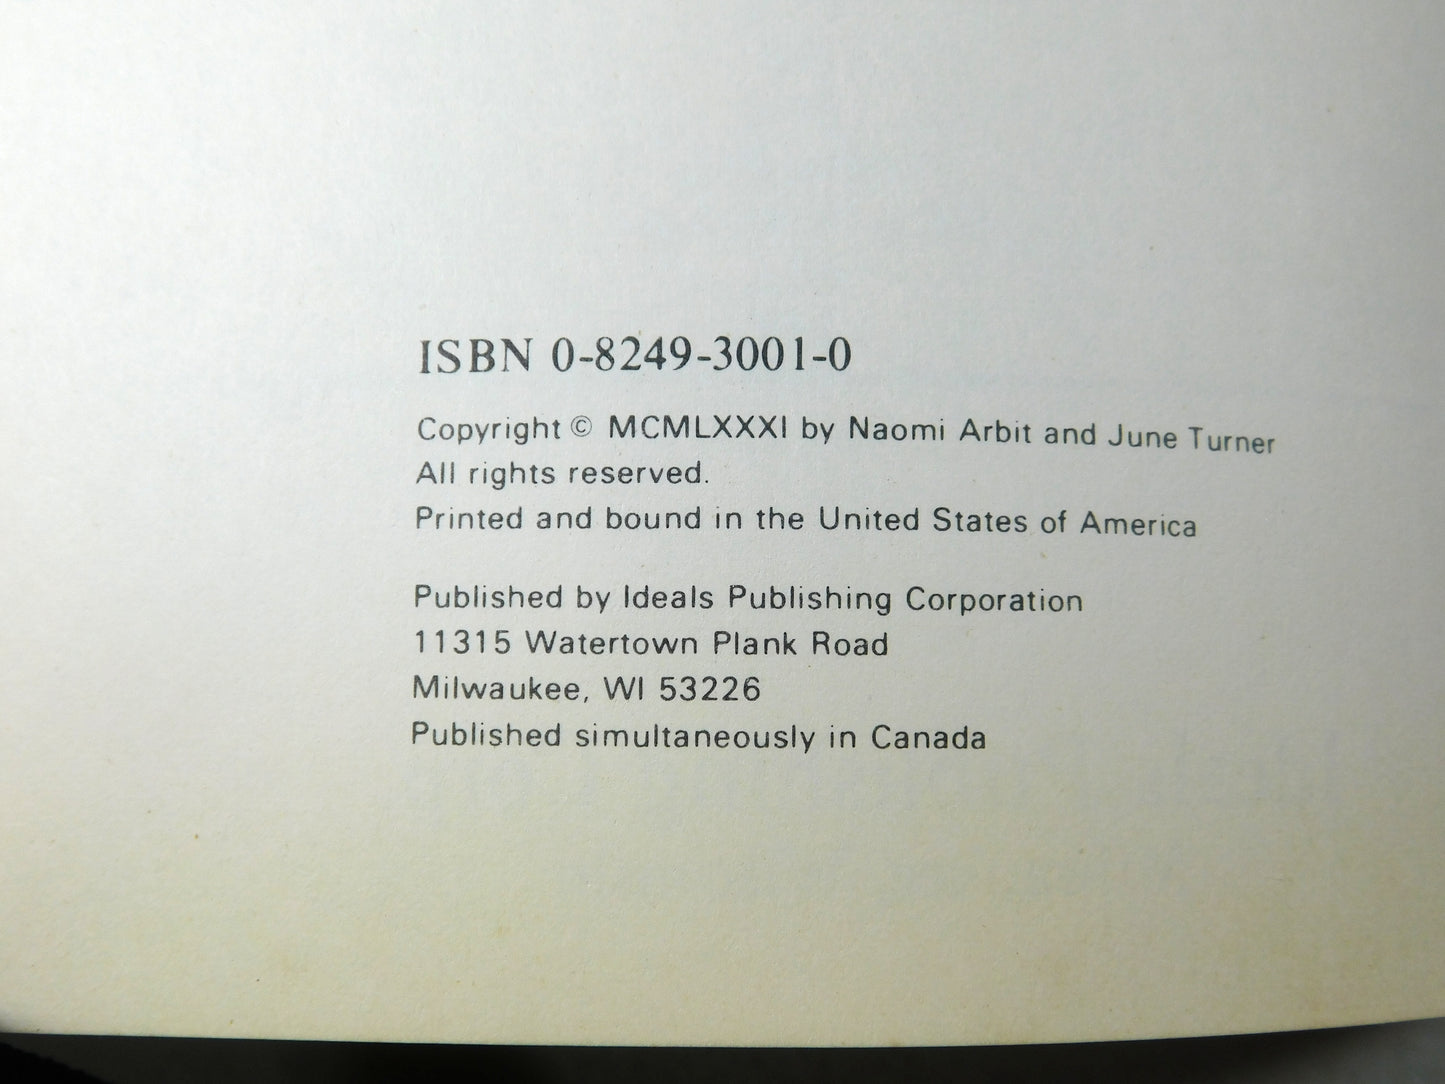 ISBN 0-8249-3001-0
Copyright © MCMLXXXI by Naomi Arbit and June Turner
All rights reserved.
Printed and bound in the United States of America
Published by Ideals Publishing Corporation
11315 Watertown Plank Road
Milwaukee, WI 53226
Published simultaneously in Canada